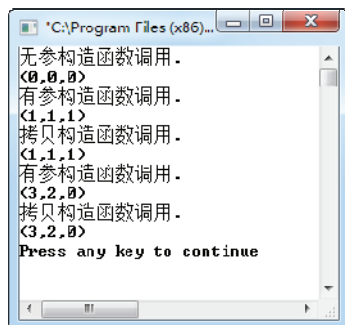 "C:\Program Files (x86)...
无参构造函数调用.
(0,0,0)
有参构造函数调用.
(1,1,1)
拷贝构造函数调用.
(1,1,1)
有参构造函数调用.
(3,2,0)
拷贝构造函数调用.
(3,2,0)
Press any key to continue